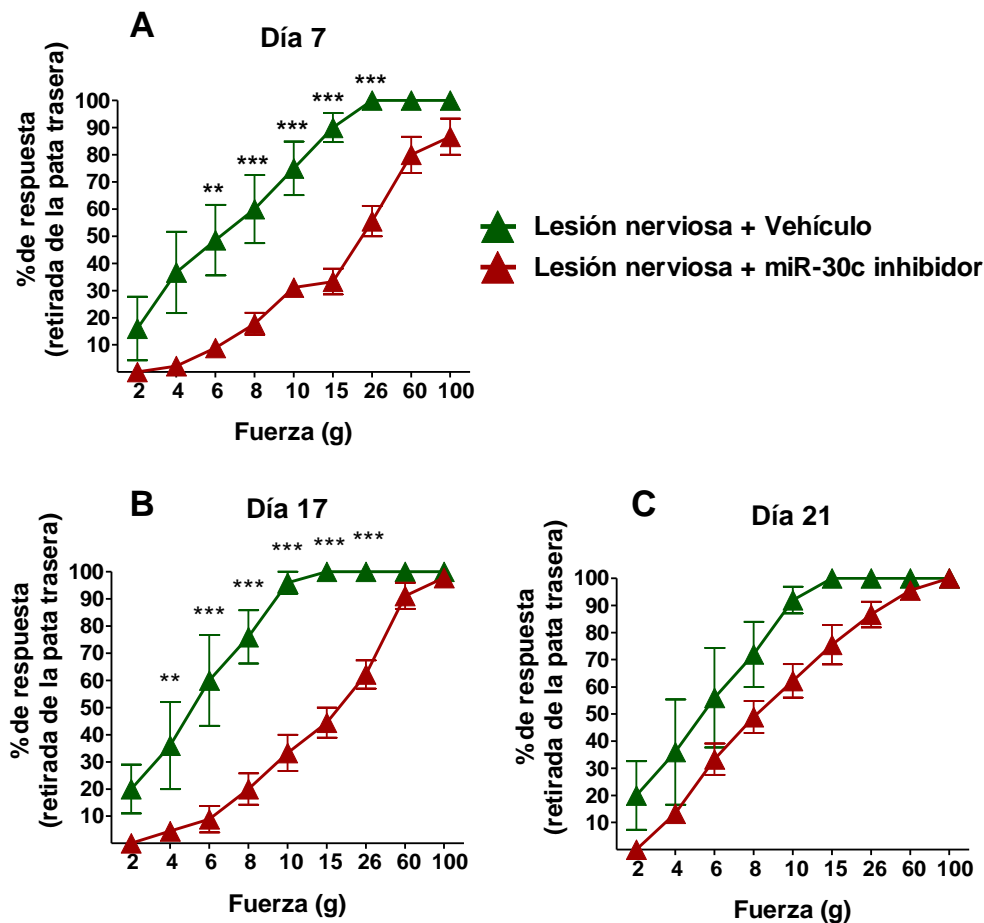 A
Día 7
** *** *** *** ***
% de respuesta
(retirada de la pata trasera)
100
90
80
70
60
50
40
30
20
10
2 4 6 8 10 15 26 60 100
Fuerza (g)
Lesión nerviosa + Vehículo
Lesión nerviosa + miR-30c inhibidor
B
Día 17
** *** *** *** *** ***
% de respuesta
(retirada de la pata trasera)
100
90
80
70
60
50
40
30
20
10
2 4 6 8 10 15 26 60 100
Fuerza (g)
C
Día 21
% de respuesta
(retirada de la pata trasera)
100
90
80
70
60
50
40
30
20
10
2 4 6 8 10 15 26 60 100
Fuerza (g)